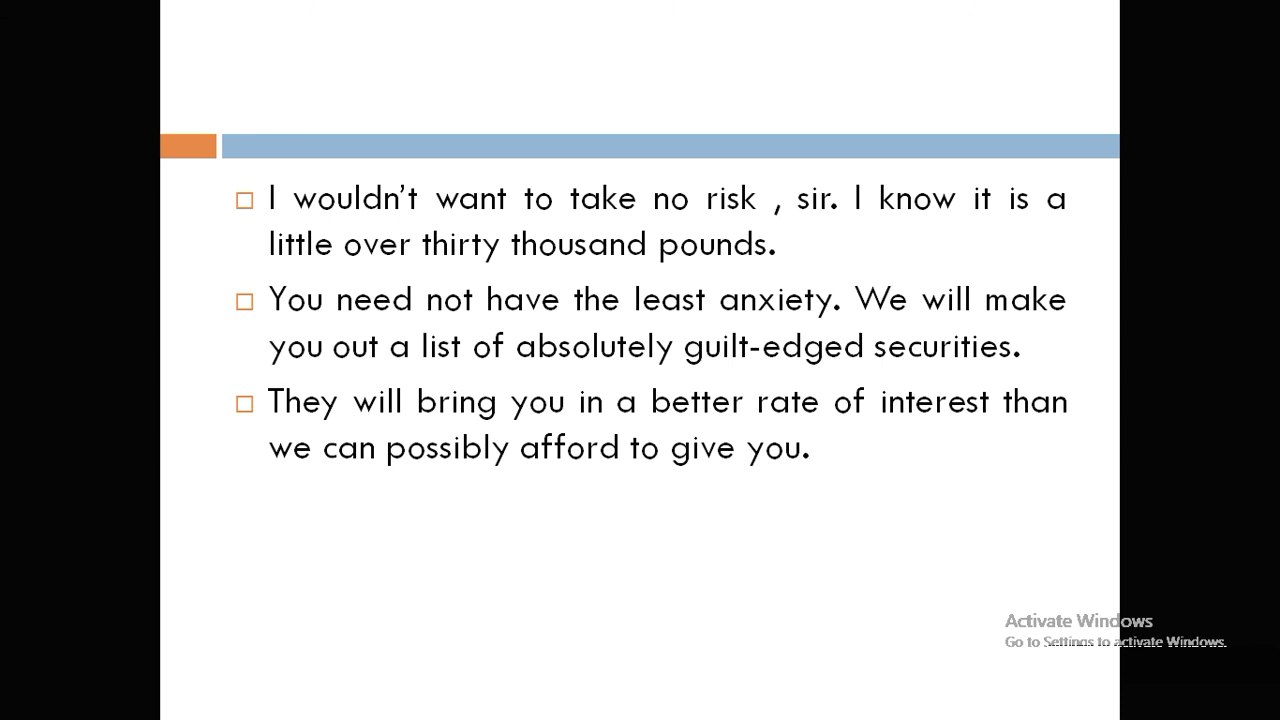 I wouldn’t want to take no risk , sir. I know it is a
little over thirty thousand pounds.
You need not have the least anxiety. We will make
you out a list of absolutely guilt-edged securities.
They will bring you in a better rate of interest than
we can possibly afford to give you.
Activate Windows
Go to Settings to activate Windows.